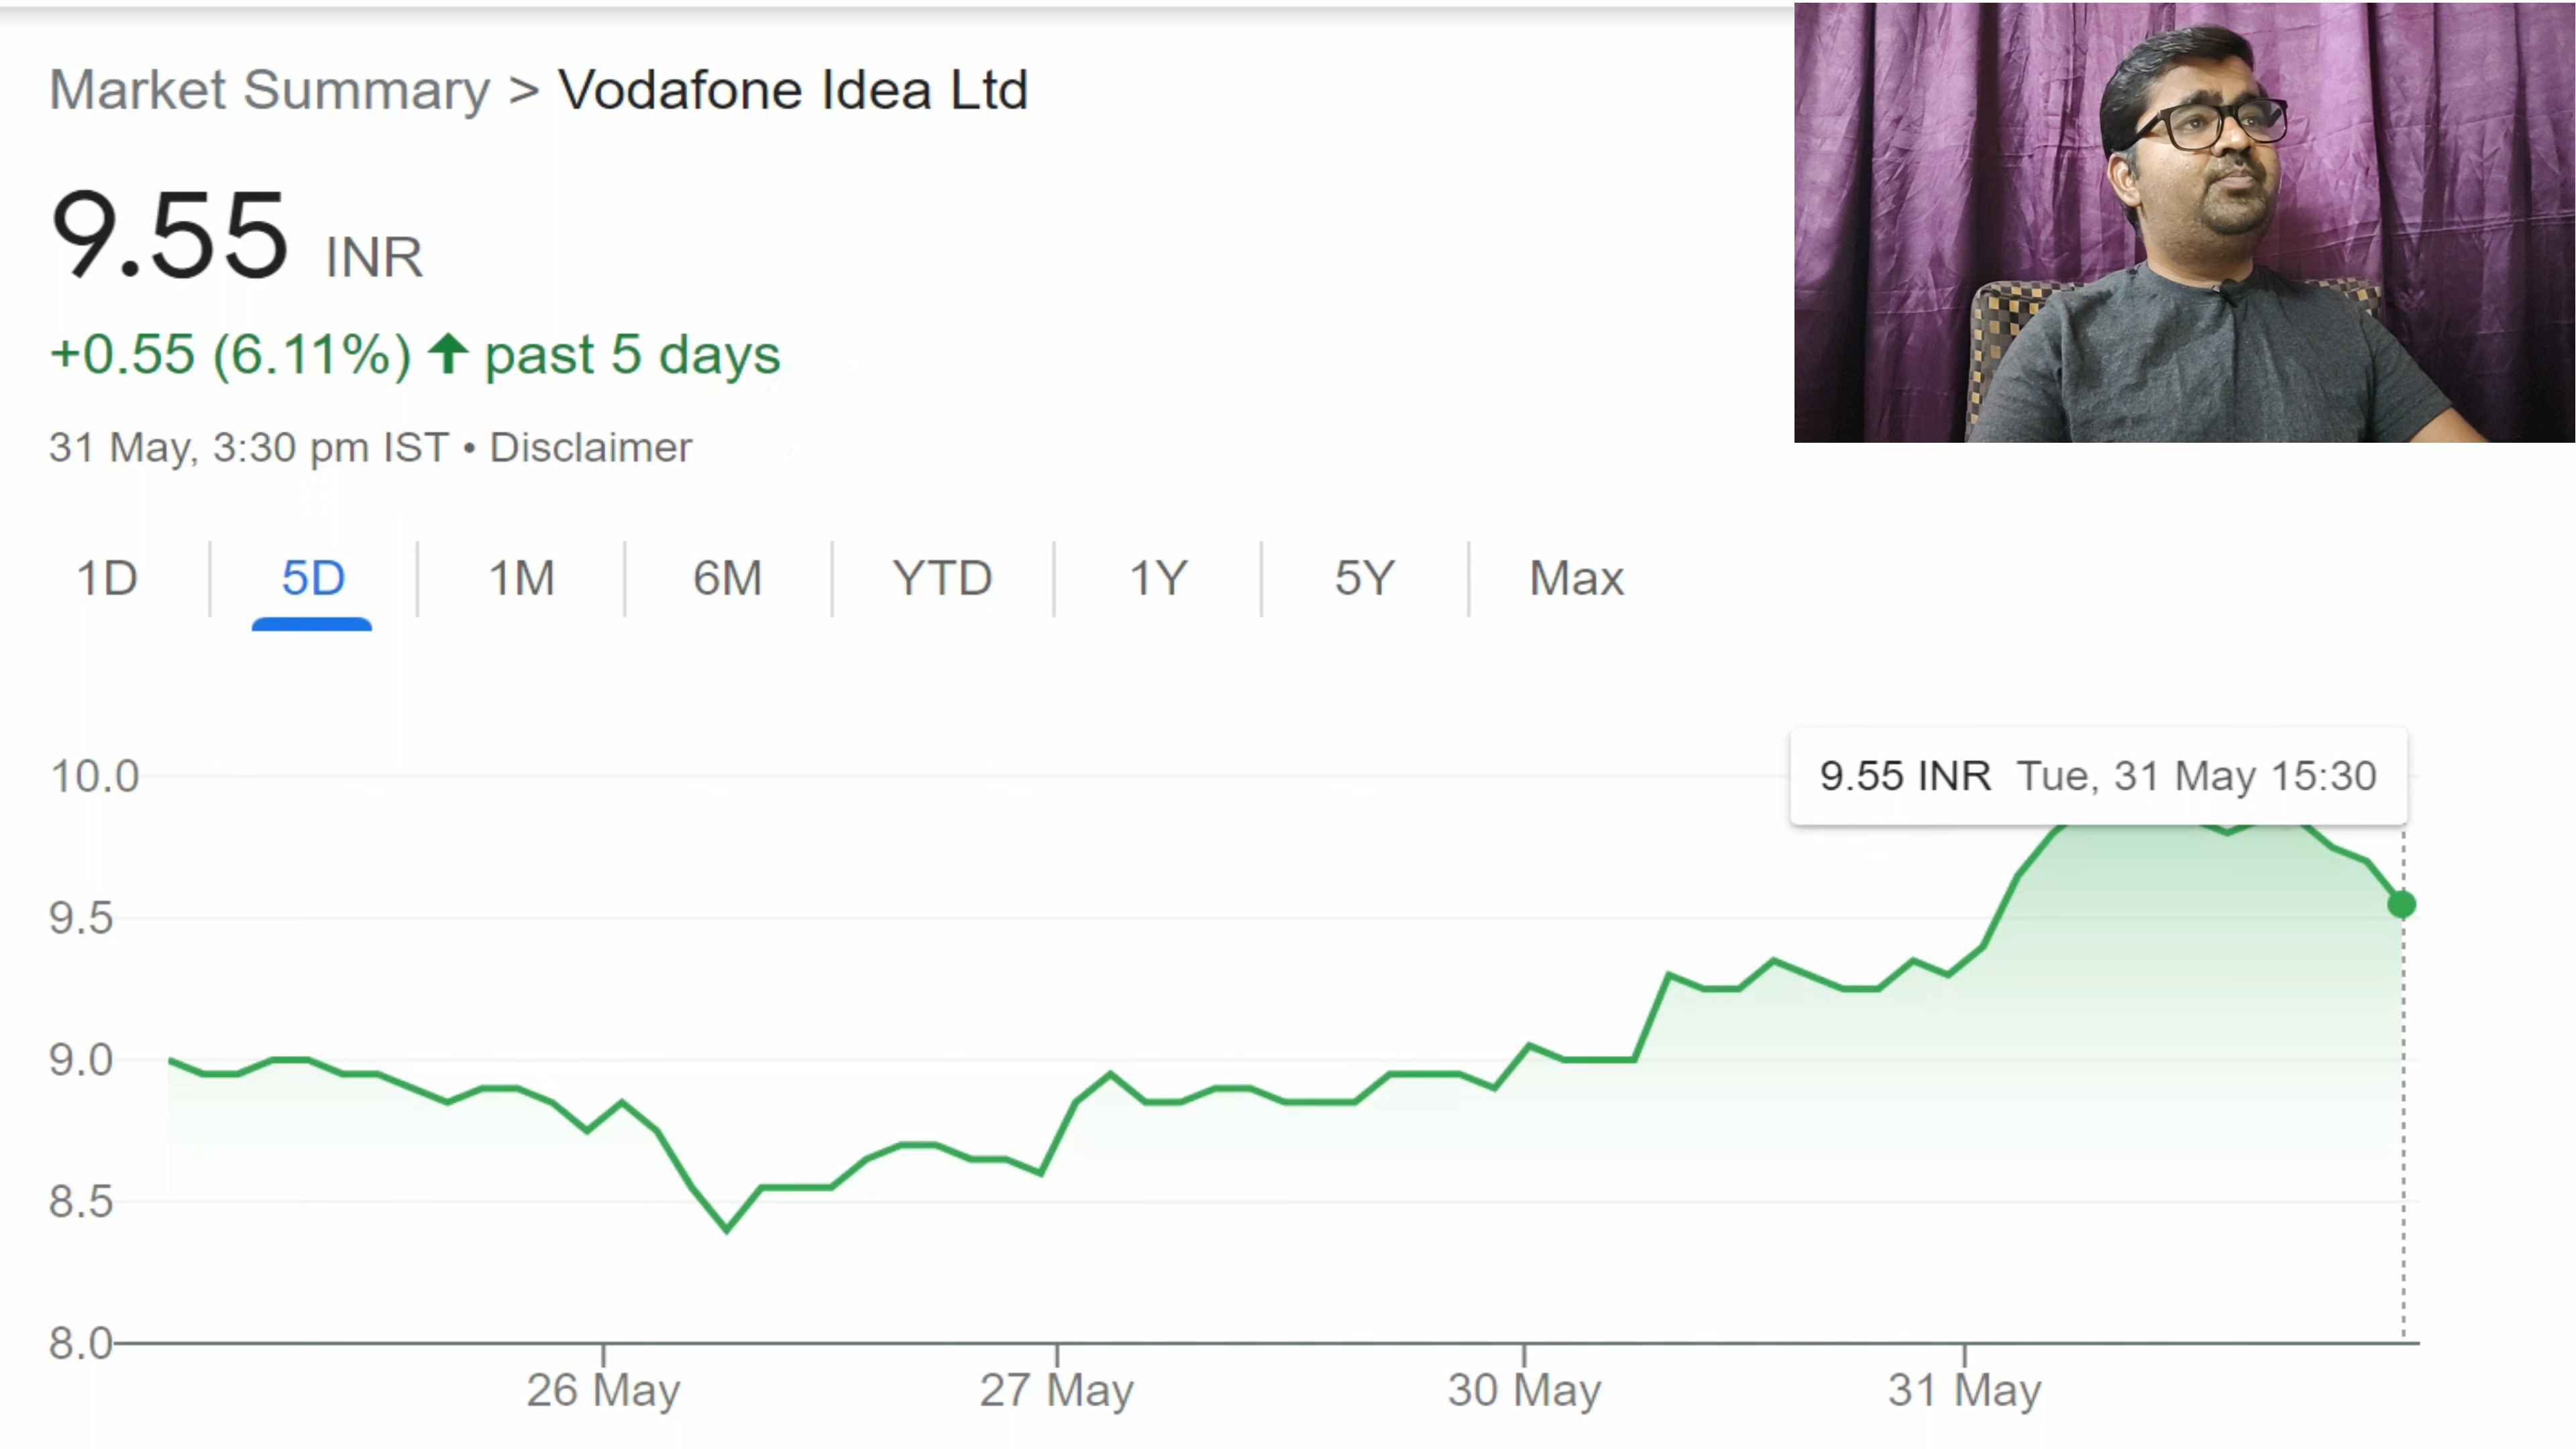 Market Summary > Vodafone Idea Ltd
9.55 INR
+0.55 (6.11%) ↑ past 5 days
31 May, 3:30 pm IST • Disclaimer
1D 5D 1M 6M YTD 1Y 5Y Max
9.55 INR Tue, 31 May 15:30
10.0
9.5
9.0
8.5
8.0
26 May 27 May 30 May 31 May